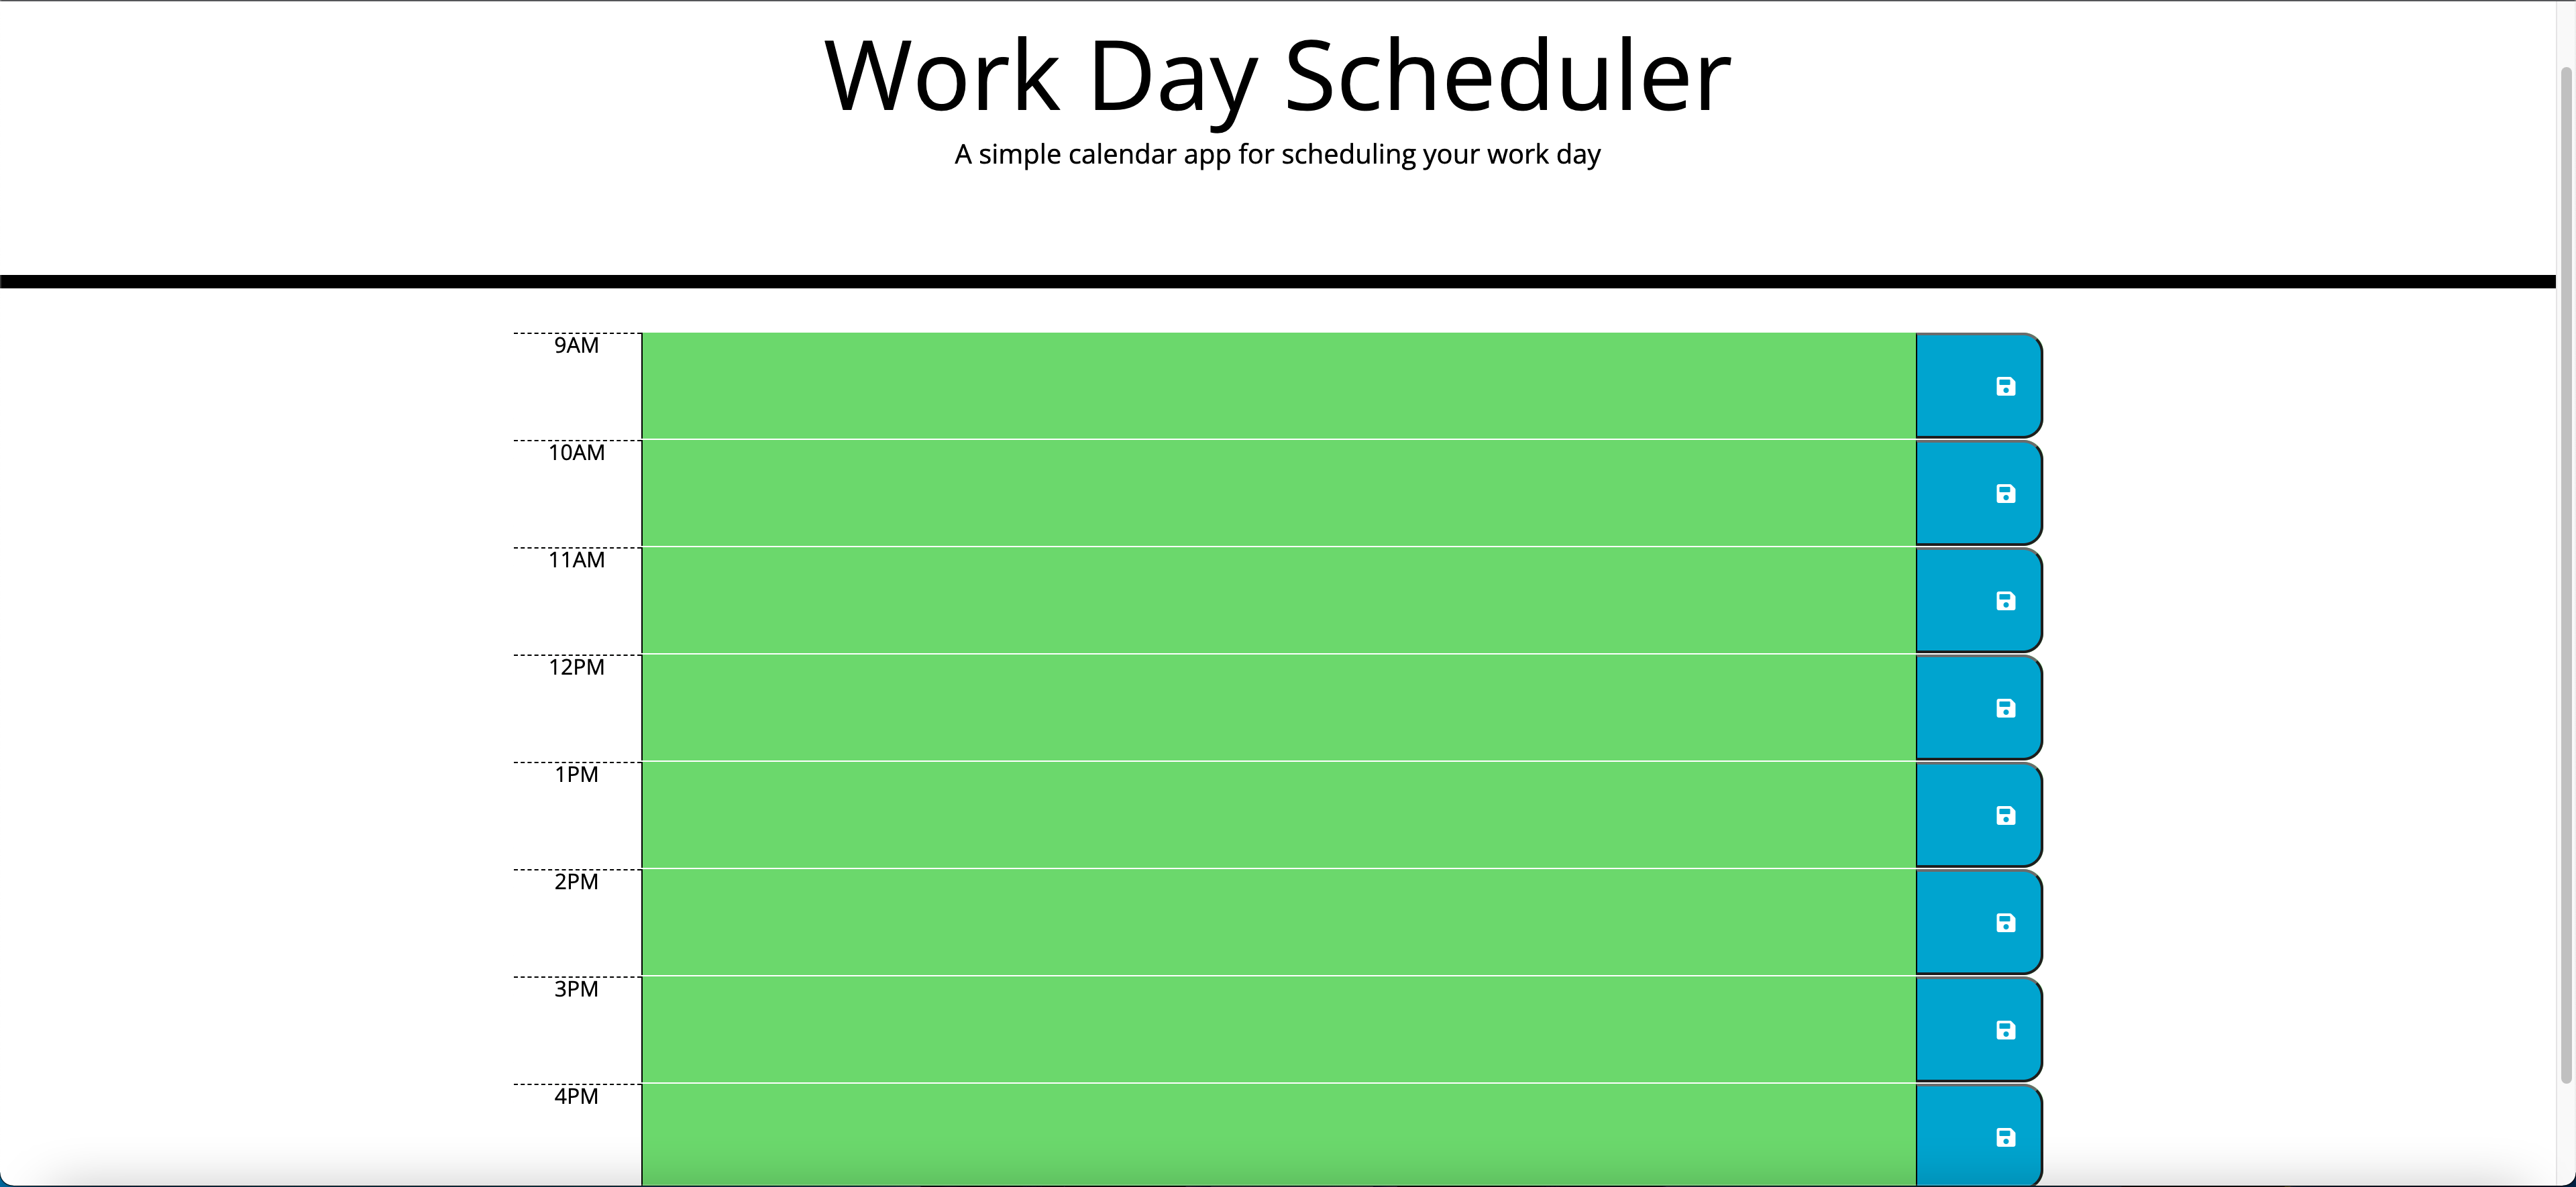 Work Day Scheduler
A simple calendar app for scheduling your work day
9AM
10AM
11AM
12PM
1PM
2PM
3PM
4PM